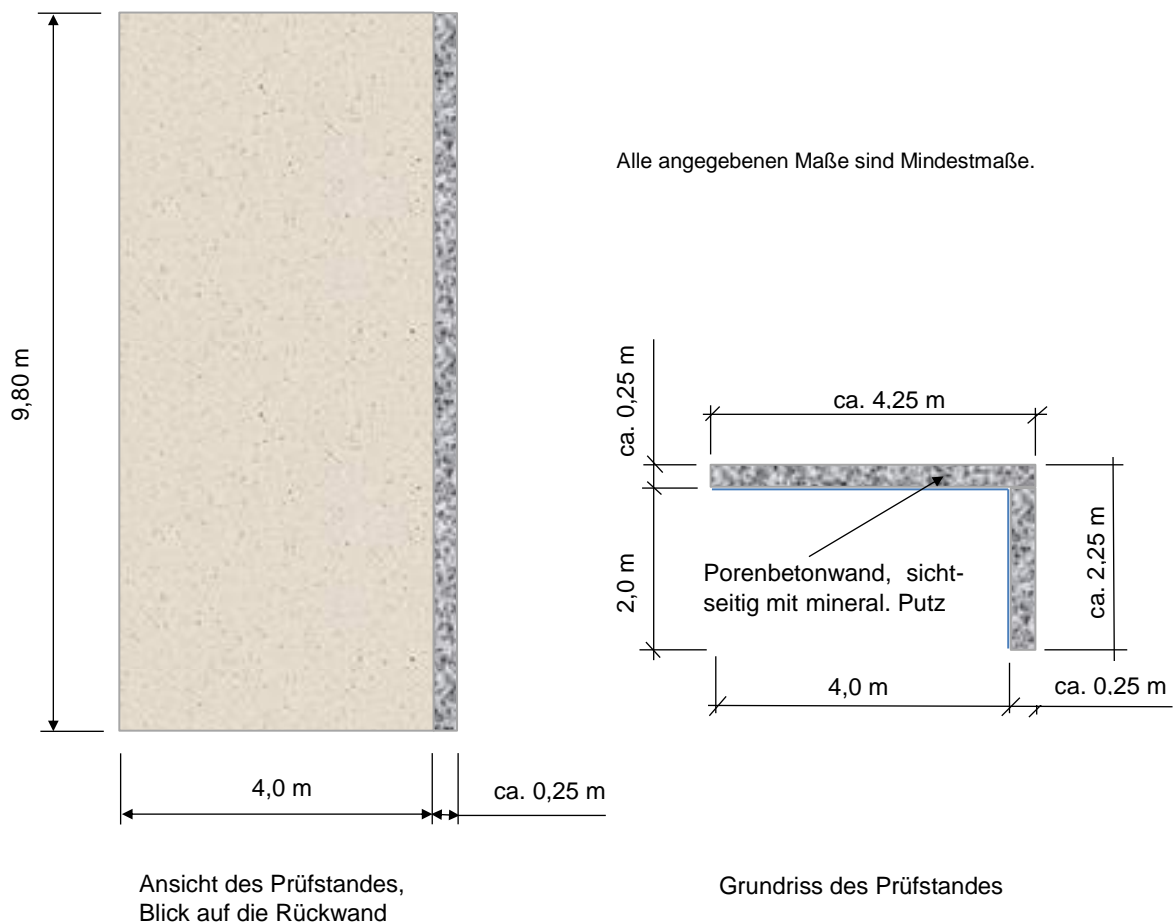 Alle angegebenen Maße sind Mindestmaße.
9,80 m
4,0 m
ca. 0,25 m
Ansicht des Prüfstandes,
Blick auf die Rückwand
ca. 0,25 m
ca. 4,25 m
2,0 m
Porenbetonwand, sicht-
seitig mit mineral. Putz
ca. 2,25 m
4,0 m
ca. 0,25 m
Grundriss des Prüfstandes